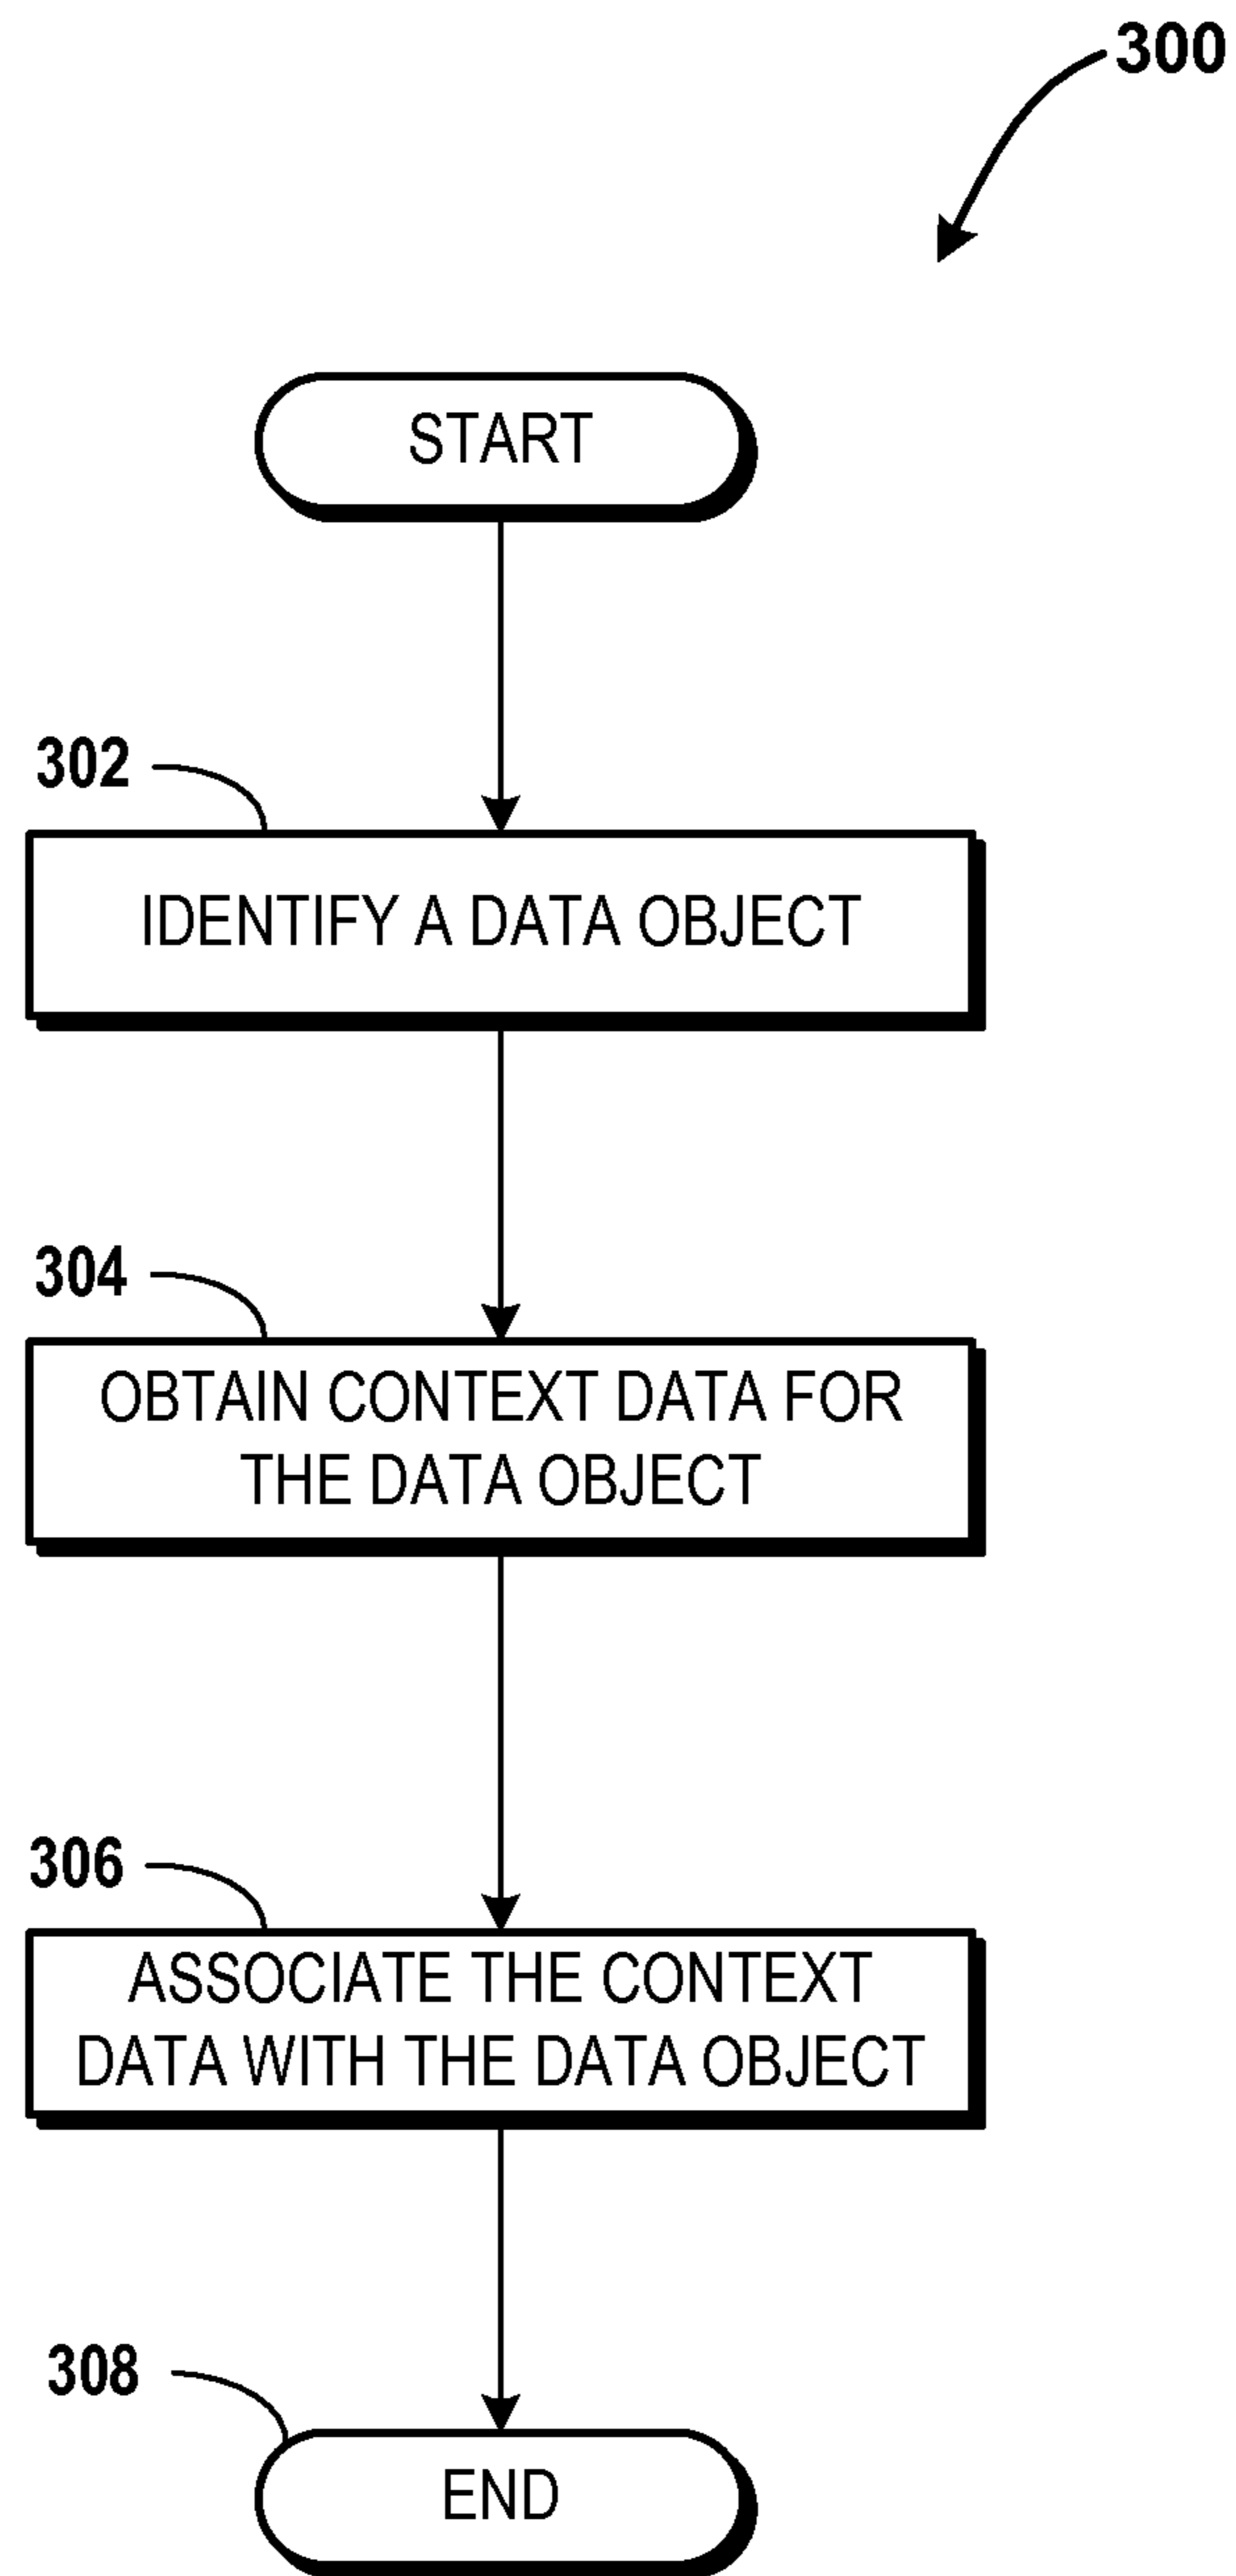 300
START
302
IDENTIFY A DATA OBJECT
304
OBTAIN CONTEXT DATA FOR
THE DATA OBJECT
306
ASSOCIATE THE CONTEXT
DATA WITH THE DATA OBJECT
308
END